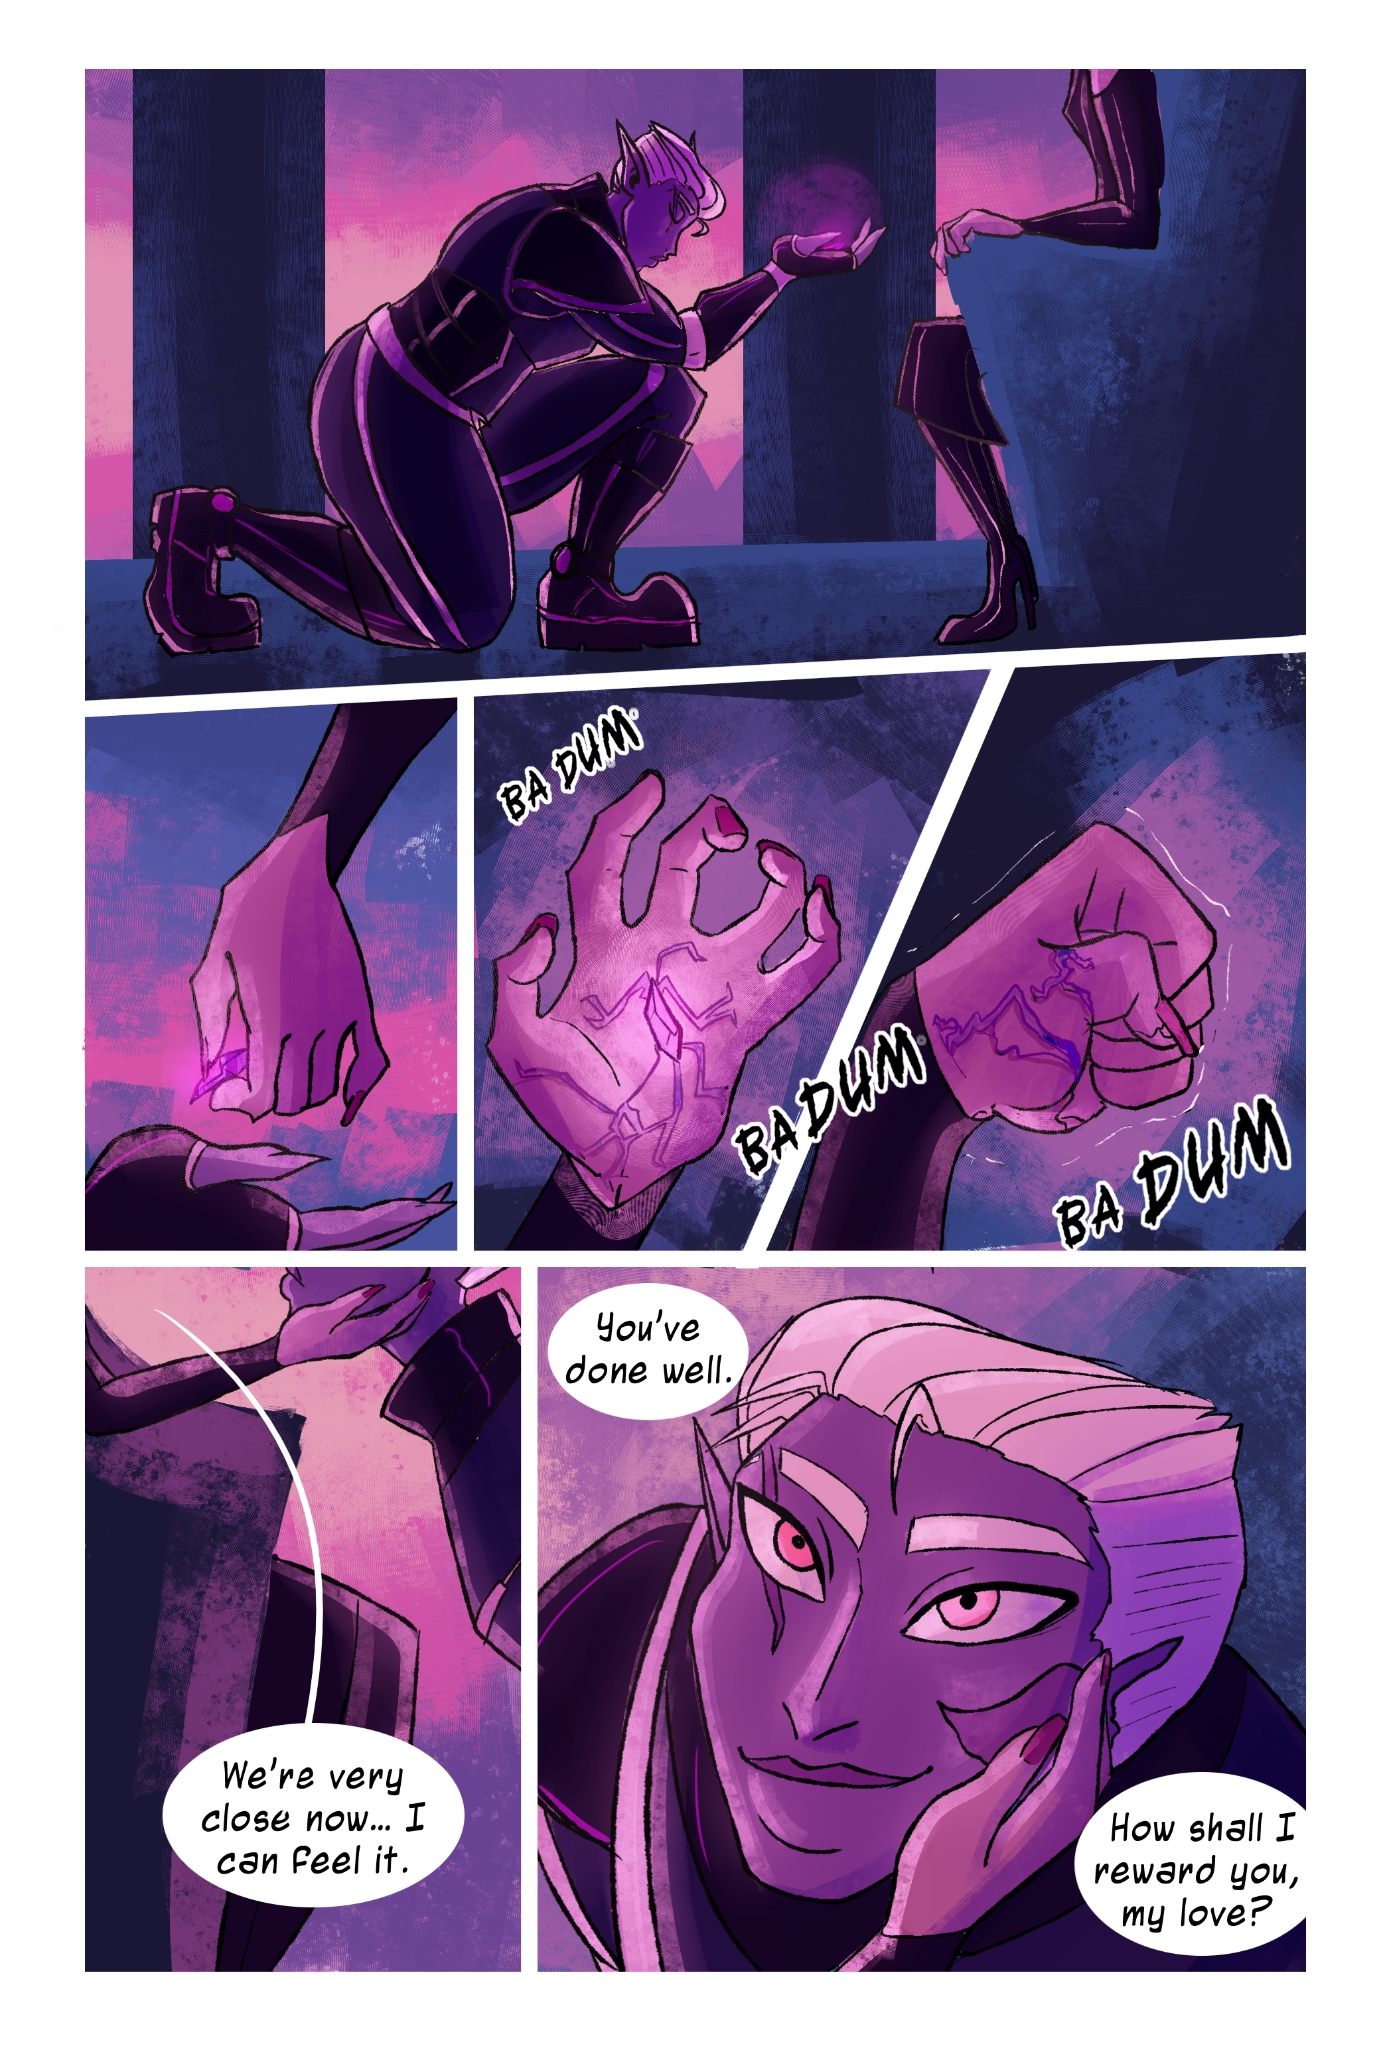 BA DUM
BA DUM
BA DUM
We're very
close now... I
can feel it.
You've
done well.
How shall I
reward you,
my love?